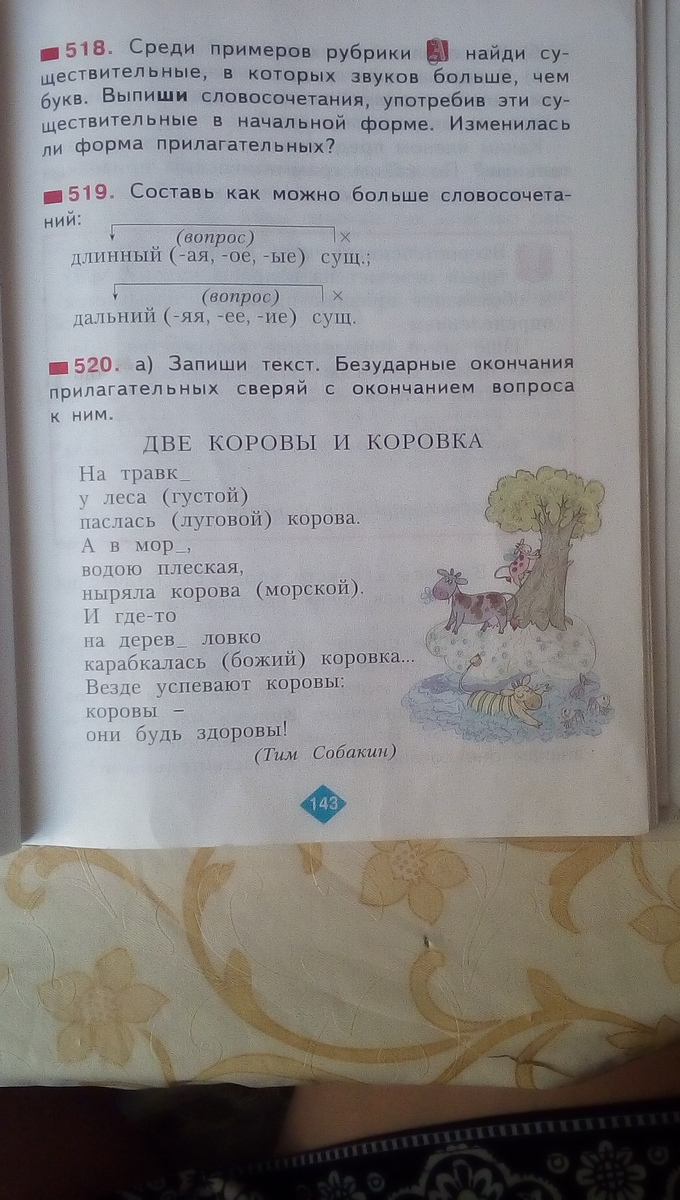 518. Среди примеров рубрики А найди су-
ществительные, в которых звуков больше, чем
букв. Выпиши словосочетания, употребив эти су-
ществительные в начальной форме. Изменилась
ли форма прилагательных?
519. Составь как можно больше словосочета-
ний:
(вопрос) ×
длинный (-ая, -ое, -ые) сущ.;
(вопрос) ×
дальний (-яя, -ее, -ие) сущ.
520. а) Запиши текст. Безударные окончания
прилагательных сверяй с окончанием вопроса
к ним.
ДВЕ КОРОВЫ И КОРОВКА
На травк_
у леса (густой)
паслась (луговой) корова.
А в мор_,
водою плеская,
ныряла корова (морской).
И где-то
на дерев_ ловко
карабкалась (божий) коровка...
Везде успевают коровы:
коровы –
они будь здоровы!
(Тим Собакин)
143